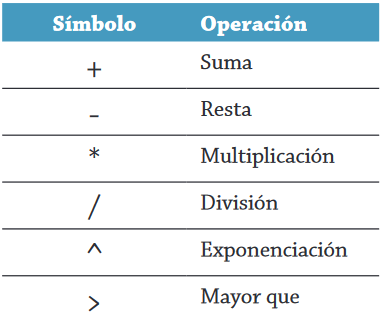 Símbolo Operación
+ Suma
- Resta
* Multiplicación
/ División
^ Exponenciación
> Mayor que